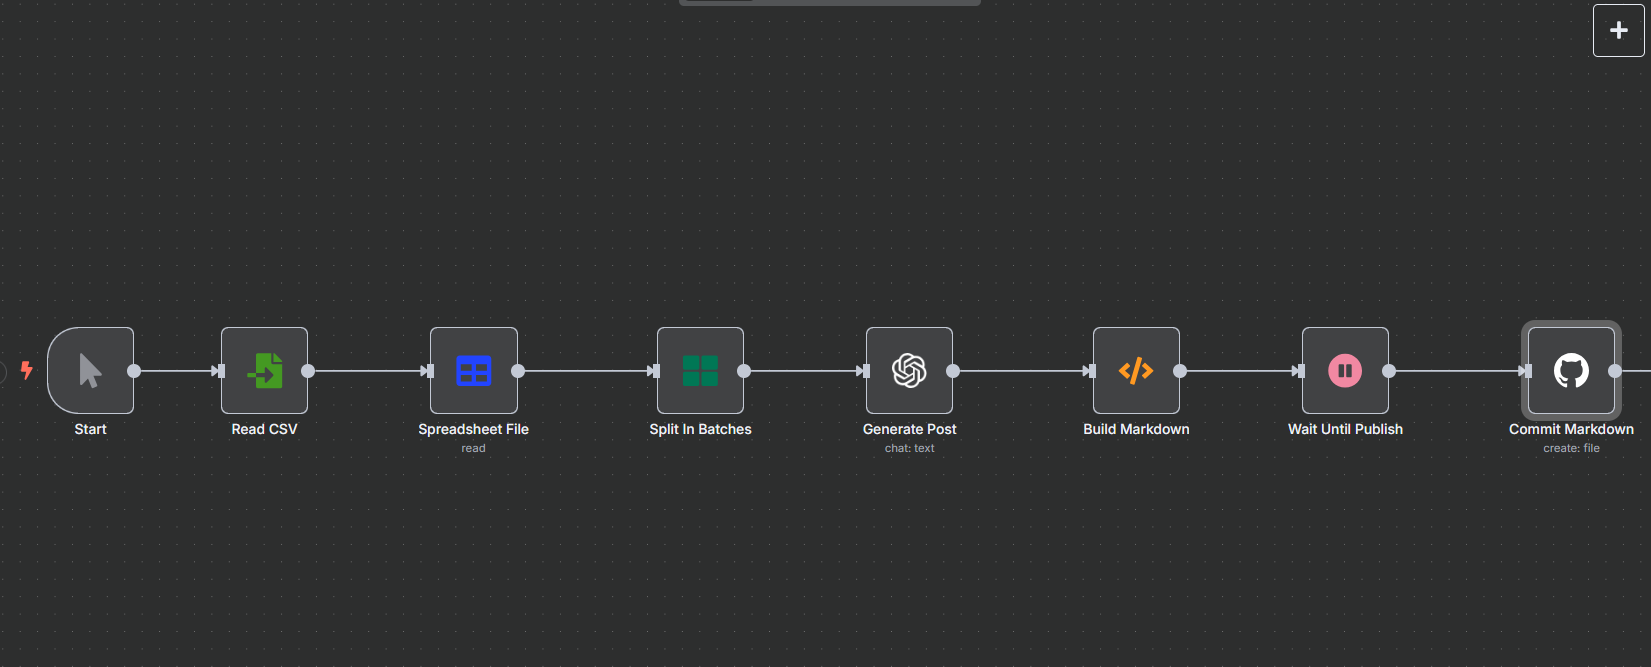 Start
Read CSV
Spreadsheet File
read
Split In Batches
Generate Post
chat: text
Build Markdown
Wait Until Publish
Commit Markdown
create: file